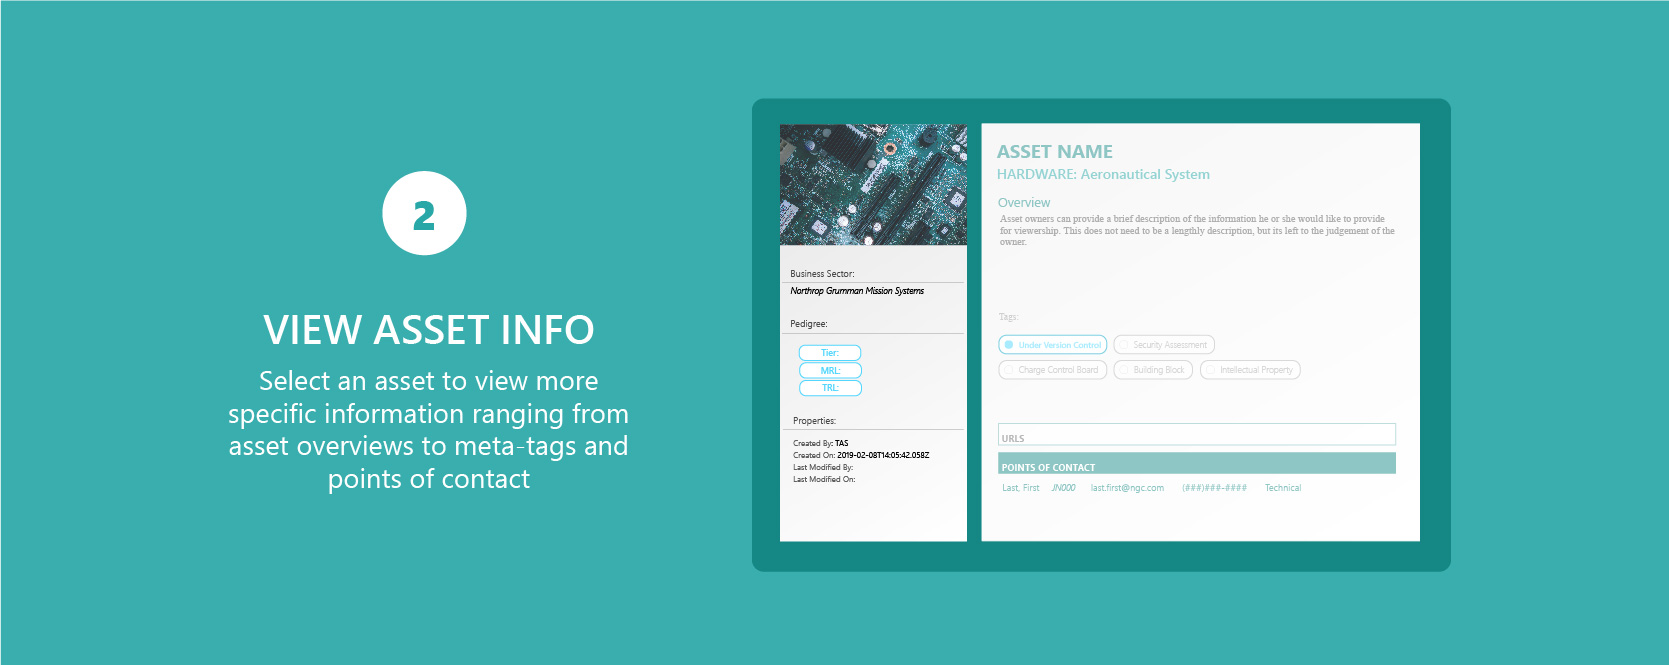 2
VIEW ASSET INFO
Select an asset to view more
specific information ranging from
asset overviews to meta-tags and
points of contact
Business Sector:
Northrop Grumman Mission Systems
Pedigree:
Tier:
MRL:
TRL:
Properties:
Created By: TAS
Created On: 2019-02-08T14:05:42.058Z
Last Modified By:
Last Modified On:
ASSET NAME
HARDWARE: Aeronautical System
Overview
Asset owners can provide a brief description of the information he or she would like to provide
for viewership. This does not need to be a lengthly description, but its left to the judgement of the
owner.
Tags:
Under Version Control Security Assessment
Charge Control Board Building Block Intellectual Property
URLS
POINTS OF CONTACT
Last, First JN000 last.first@ngc.com (###)###-#### Technical